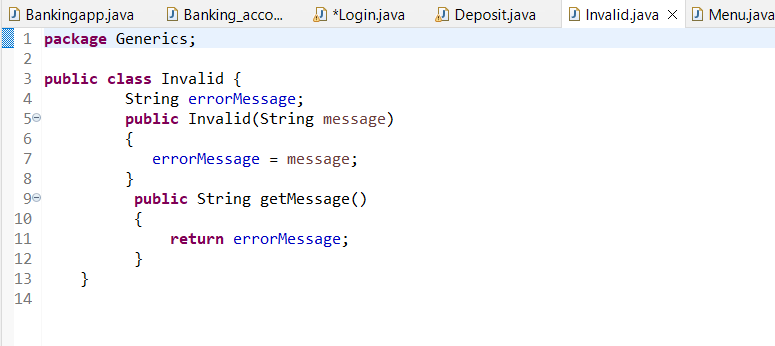 Bankingapp.java Banking_acco... *Login.java Deposit.java Invalid.java Menu.java
1 package Generics;
2
3 public class Invalid {
4 String errorMessage;
5 public Invalid(String message)
6 {
7 errorMessage = message;
8 }
9 public String getMessage()
10 {
11 return errorMessage;
12 }
13 }
14